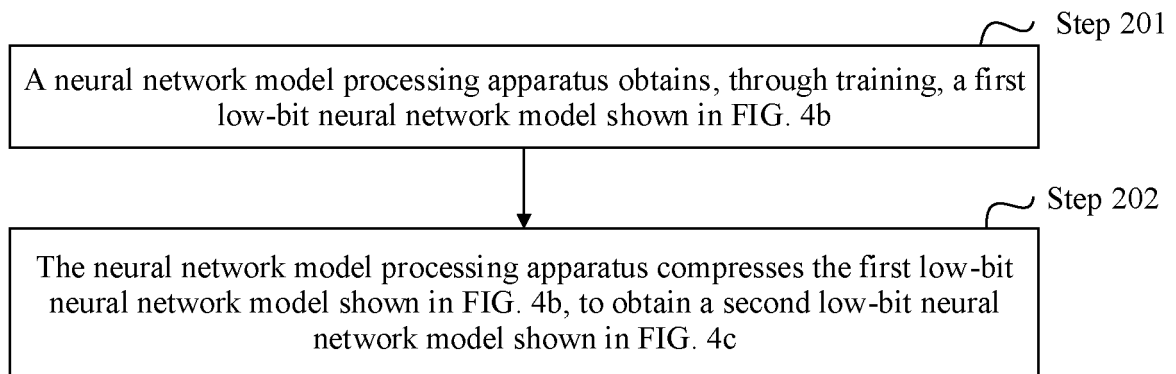 Step 201
A neural network model processing apparatus obtains, through training, a first
low-bit neural network model shown in FIG. 4b
Step 202
The neural network model processing apparatus compresses the first low-bit
neural network model shown in FIG. 4b, to obtain a second low-bit neural
network model shown in FIG. 4c